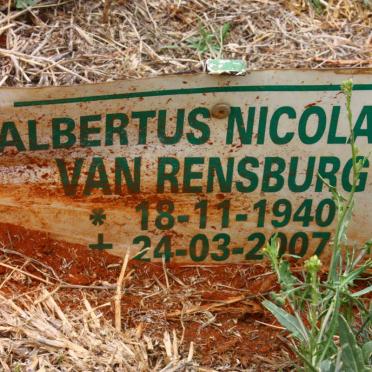 ALBERTUS NICOLA
VAN RENSBURG
* 18-11-1940
+ 24-03-2007